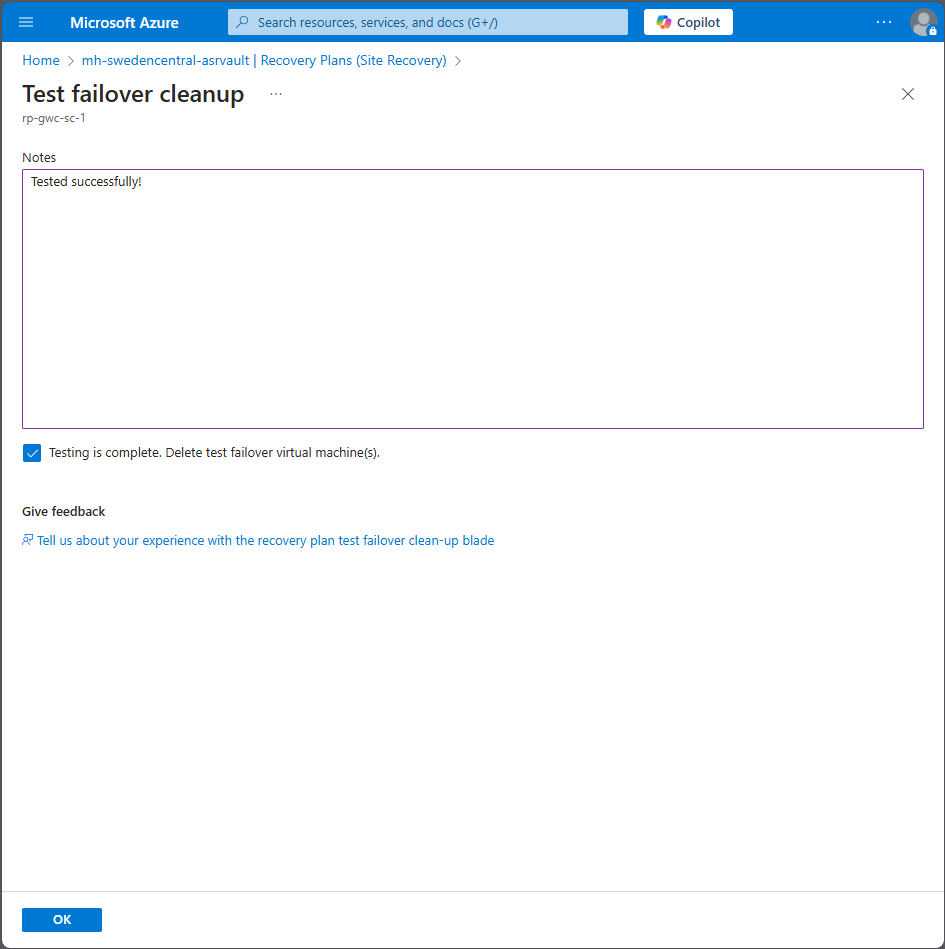 Microsoft Azure
Search resources, services, and docs (G+/)
Copilot
Home > mh-swedencentral-asrvault | Recovery Plans (Site Recovery) >
Test failover cleanup ...
rp-gwc-sc-1
Notes
Tested successfully!
Testing is complete. Delete test failover virtual machine(s).
Give feedback
Tell us about your experience with the recovery plan test failover clean-up blade
OK